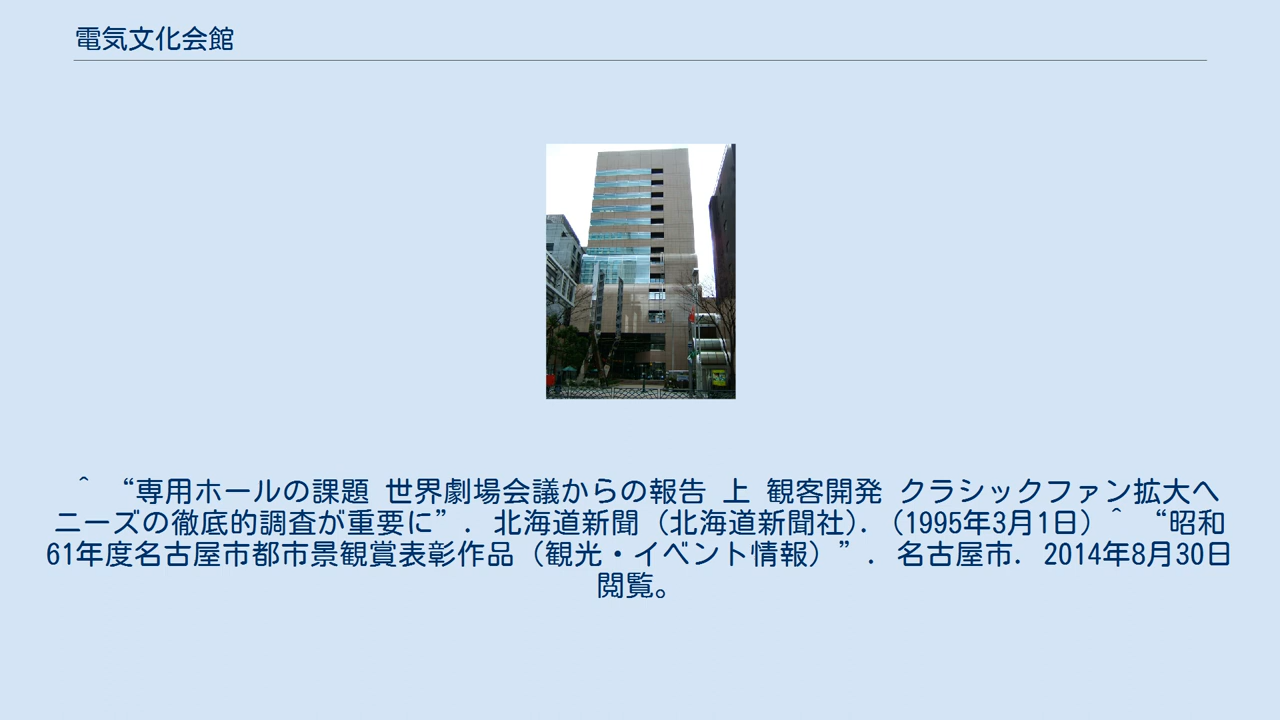 電気文化会館
^ “専用ホールの課題 世界劇場会議からの報告 上 観客開発 クラシックファン拡大へ
ニーズの徹底的調査が重要に”. 北海道新聞 (北海道新聞社). (1995年3月1日) ^ “昭和
61年度名古屋市都市景観賞表彰作品（観光・イベント情報）”. 名古屋市. 2014年8月30日
閲覧。